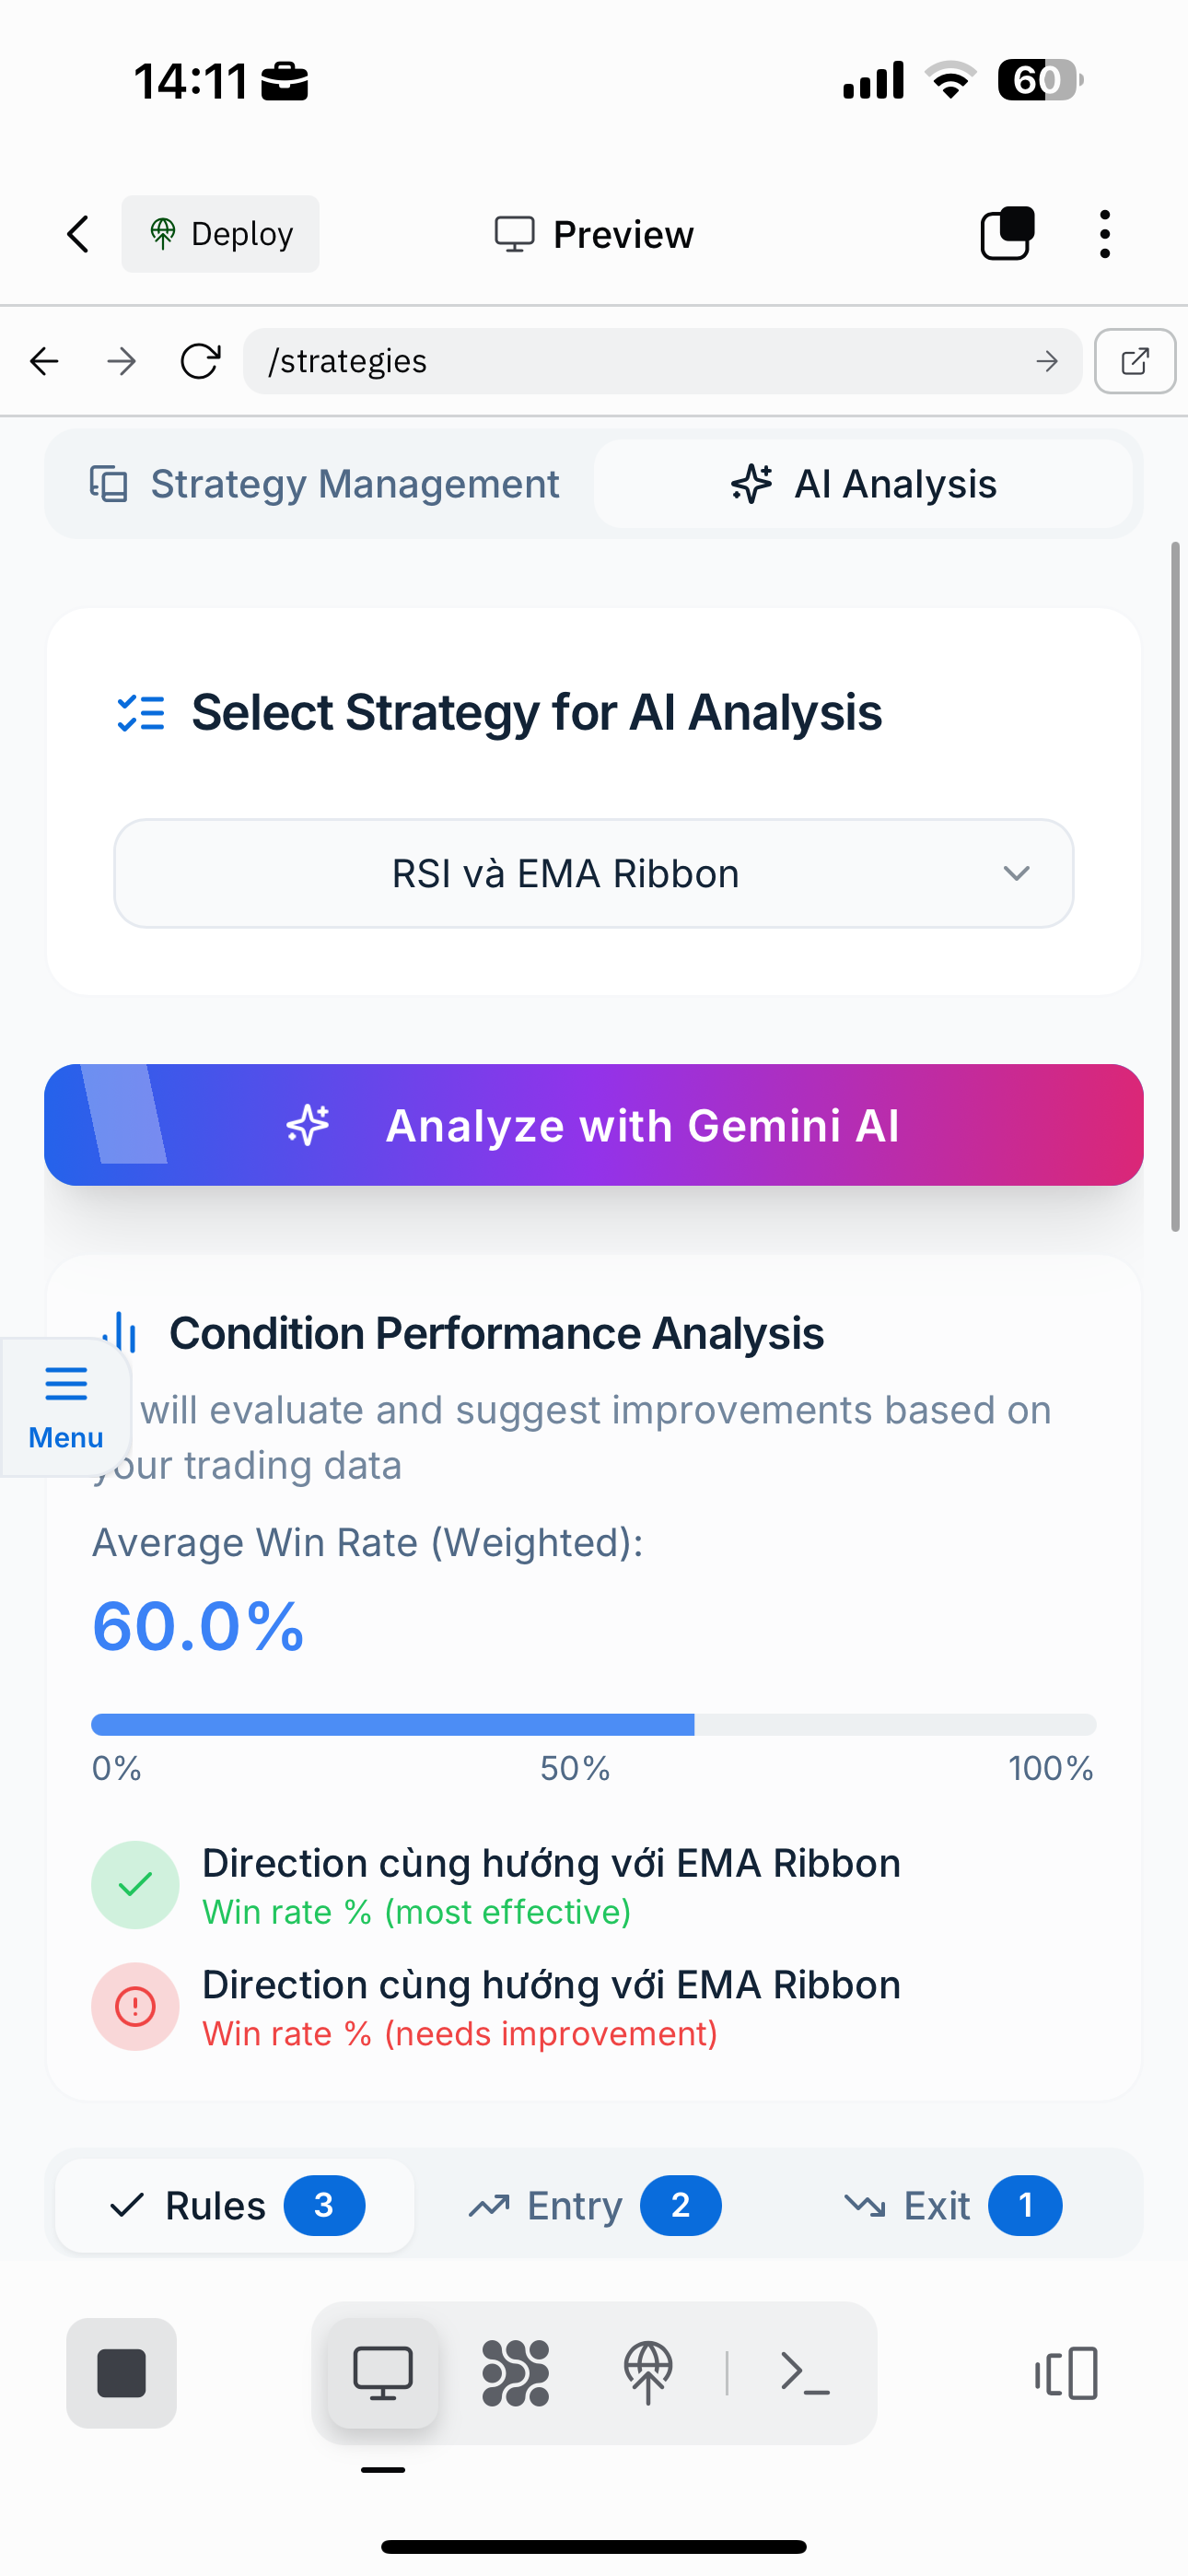 14:11
60
Deploy
Preview
/strategies
Strategy Management
AI Analysis
Select Strategy for AI Analysis
RSI và EMA Ribbon
Analyze with Gemini AI
Condition Performance Analysis
will evaluate and suggest improvements based on
your trading data
Menu
Average Win Rate (Weighted):
60.0%
0% 50% 100%
Direction cùng hướng với EMA Ribbon
Win rate % (most effective)
Direction cùng hướng với EMA Ribbon
Win rate % (needs improvement)
Rules 3 Entry 2 Exit 1